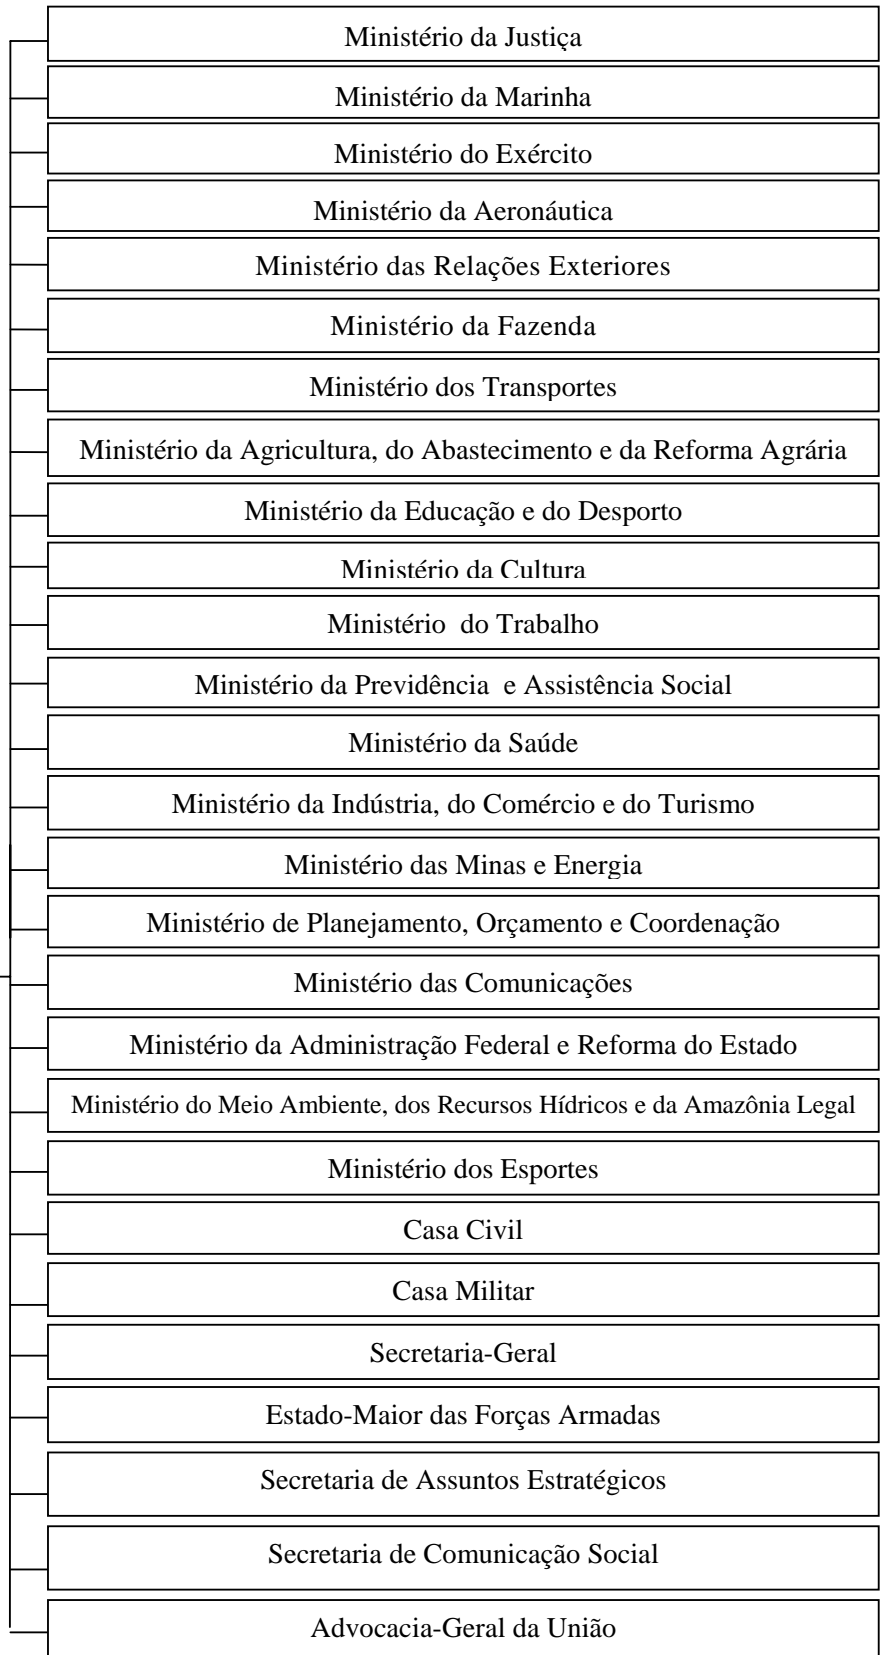 Ministério da Justiça
Ministério da Marinha
Ministério do Exército
Ministério da Aeronáutica
Ministério das Relações Exteriores
Ministério da Fazenda
Ministério dos Transportes
Ministério da Agricultura, do Abastecimento e da Reforma Agrária
Ministério da Educação e do Desporto
Ministério da Cultura
Ministério do Trabalho
Ministério da Previdência e Assistência Social
Ministério da Saúde
Ministério da Indústria, do Comércio e do Turismo
Ministério das Minas e Energia
Ministério de Planejamento, Orçamento e Coordenação
Ministério das Comunicações
Ministério da Administração Federal e Reforma do Estado
Ministério do Meio Ambiente, dos Recursos Hídricos e da Amazônia Legal
Ministério dos Esportes
Casa Civil
Casa Militar
Secretaria-Geral
Estado-Maior das Forças Armadas
Secretaria de Assuntos Estratégicos
Secretaria de Comunicação Social
Advocacia-Geral da União